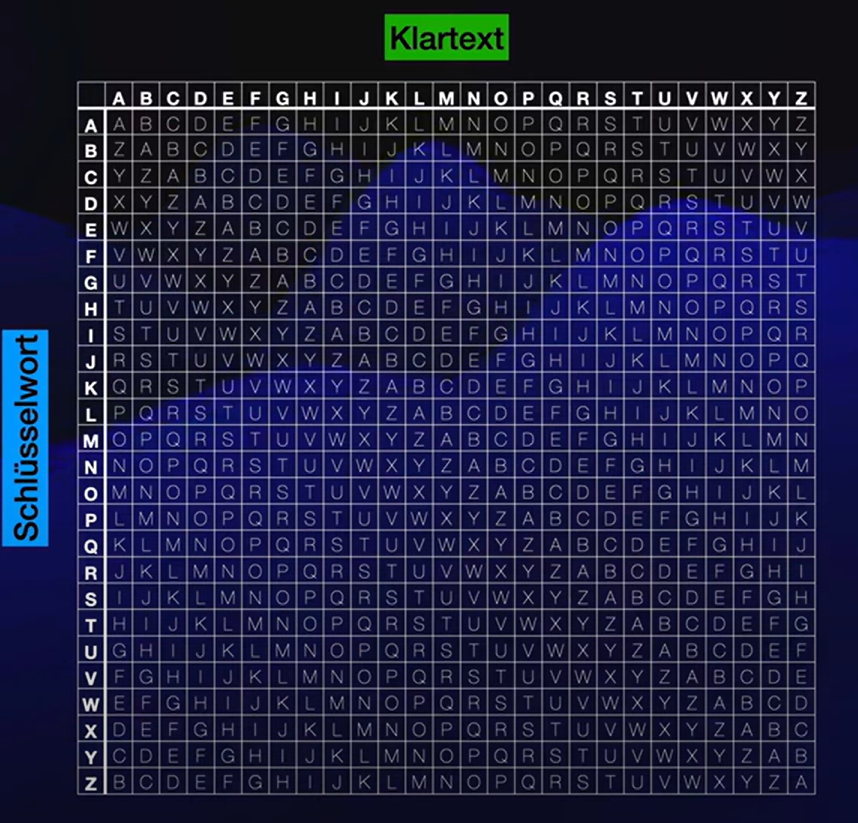 Klartext
A B C D E F G H I J K L M N O P Q R S T U V W X Y Z
A A B C D E F G H I J K L M N O P Q R S T U V W X Y Z
B Z A B C D E F G H I J K L M N O P Q R S T U V W X Y
C Y Z A B C D E F G H I J K L M N O P Q R S T U V W X
D X Y Z A B C D E F G H I J K L M N O P Q R S T U V W
E W X Y Z A B C D E F G H I J K L M N O P Q R S T U V
F V W X Y Z A B C D E F G H I J K L M N O P Q R S T U
G U V W X Y Z A B C D E F G H I J K L M N O P Q R S T
H T U V W X Y Z A B C D E F G H I J K L M N O P Q R S
I S T U V W X Y Z A B C D E F G H I J K L M N O P Q R
J R S T U V W X Y Z A B C D E F G H I J K L M N O P Q
K Q R S T U V W X Y Z A B C D E F G H I J K L M N O P
L P Q R S T U V W X Y Z A B C D E F G H I J K L M N O
M O P Q R S T U V W X Y Z A B C D E F G H I J K L M N
N N O P Q R S T U V W X Y Z A B C D E F G H I J K L M
O M N O P Q R S T U V W X Y Z A B C D E F G H I J K L
P L M N O P Q R S T U V W X Y Z A B C D E F G H I J K
Q K L M N O P Q R S T U V W X Y Z A B C D E F G H I J
R J K L M N O P Q R S T U V W X Y Z A B C D E F G H I
S I J K L M N O P Q R S T U V W X Y Z A B C D E F G H
T H I J K L M N O P Q R S T U V W X Y Z A B C D E F G
U G H I J K L M N O P Q R S T U V W X Y Z A B C D E F
V F G H I J K L M N O P Q R S T U V W X Y Z A B C D E
W E F G H I J K L M N O P Q R S T U V W X Y Z A B C D
X D E F G H I J K L M N O P Q R S T U V W X Y Z A B C
Y C D E F G H I J K L M N O P Q R S T U V W X Y Z A B
Z B C D E F G H I J K L M N O P Q R S T U V W X Y Z A
Schlüsselwort